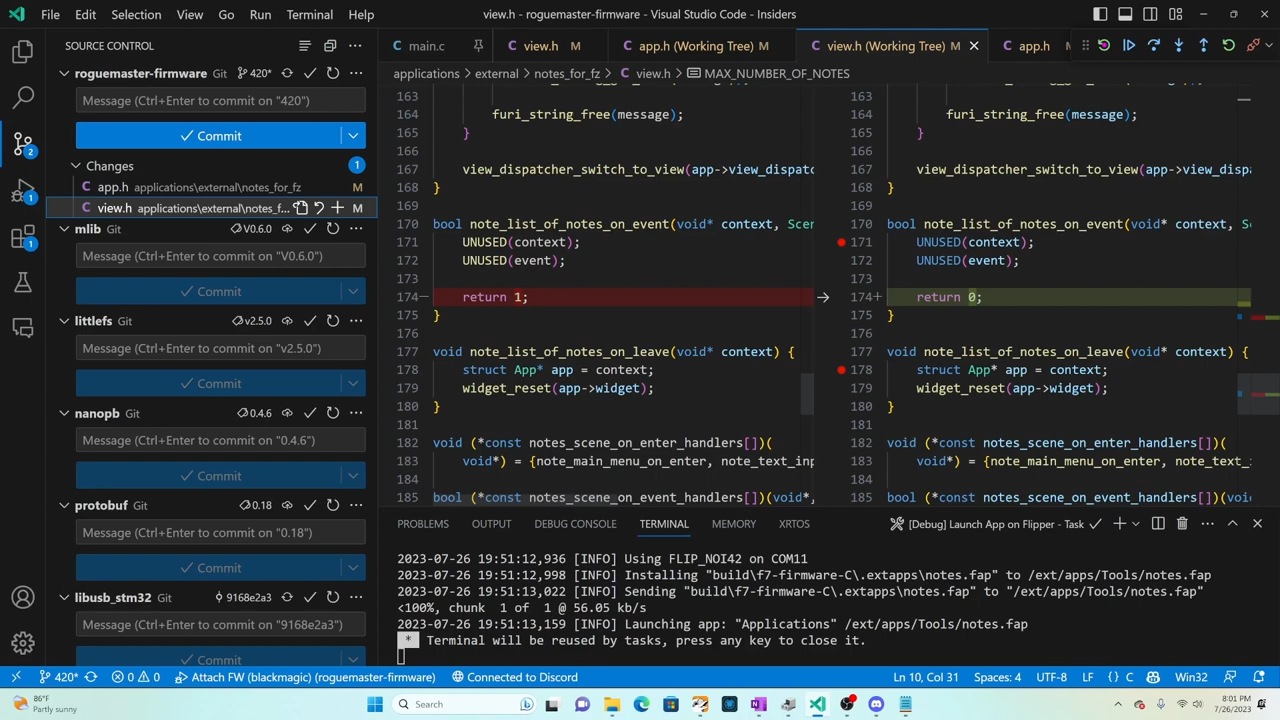 File Edit Selection View Go Run Terminal Help view.h - roguemaster-firmware - Visual Studio Code - Insiders
SOURCE CONTROL
roguemaster-firmware Git 420*
Message (Ctrl+Enter to commit on "420")
Commit
Changes 1
app.h applications\external\notes_for_fz M
view.h applications\external\notes_f... M
mlib Git V0.6.0
Message (Ctrl+Enter to commit on "V0.6.0")
Commit
littlefs Git v2.5.0
Message (Ctrl+Enter to commit on "v2.5.0")
Commit
nanopb Git 0.4.6
Message (Ctrl+Enter to commit on "0.4.6")
Commit
protobuf Git 0.18
Message (Ctrl+Enter to commit on "0.18")
Commit
libusb_stm32 Git 9168e2a3
Message (Ctrl+Enter to commit on "9168e2a3")
Commit
2
1
1
main.c view.h M app.h (Working Tree) M view.h (Working Tree) M app.h
applications > external > notes_for_fz > view.h > MAX_NUMBER_OF_NOTES
163
164 furi_string_free(message);
165 }
166
167 view_dispatcher_switch_to_view(app->view_dispatc
168 }
169
170 bool note_list_of_notes_on_event(void* context, Scen
171 UNUSED(context);
172 UNUSED(event);
173
174 return 1;
175 }
176
177 void note_list_of_notes_on_leave(void* context) {
178 struct App* app = context;
179 widget_reset(app->widget);
180 }
181
182 void (*const notes_scene_on_enter_handlers[])(
183 void*) = {note_main_menu_on_enter, note_text_inp
184
185 bool (*const notes_scene_on_event_handlers[])(void*,
163
164 furi_string_free(message);
165 }
166
167 view_dispatcher_switch_to_view(app->view_dispa
168 }
169
170 bool note_list_of_notes_on_event(void* context, Sc
171 UNUSED(context);
172 UNUSED(event);
173
174+ return 0;
175 }
176
177 void note_list_of_notes_on_leave(void* context) {
178 struct App* app = context;
179 widget_reset(app->widget);
180 }
181
182 void (*const notes_scene_on_enter_handlers[])(
183 void*) = {note_main_menu_on_enter, note_text_i
184
185 bool (*const notes_scene_on_event_handlers[])(void
PROBLEMS OUTPUT DEBUG CONSOLE TERMINAL MEMORY XRTOS [Debug] Launch App on Flipper - Task
2023-07-26 19:51:12,936 [INFO] Using FLIP_NOI42 on COM11
2023-07-26 19:51:12,998 [INFO] Installing "build\f7-firmware-C\.extapps\notes.fap" to /ext/apps/Tools/notes.fap
2023-07-26 19:51:13,022 [INFO] Sending "build\f7-firmware-C\.extapps\notes.fap" to "/ext/apps/Tools/notes.fap"
<100%, chunk 1 of 1 @ 56.05 kb/s
2023-07-26 19:51:13,159 [INFO] Launching app: "Applications" /ext/apps/Tools/notes.fap
* Terminal will be reused by tasks, press any key to close it.
420* 0 0 Attach FW (blackmagic) (roguemaster-firmware) Connected to Discord Ln 10, Col 31 Spaces: 4 UTF-8 LF {} C Win32
86°F
Partly sunny
Search
8:01 PM
7/26/2023